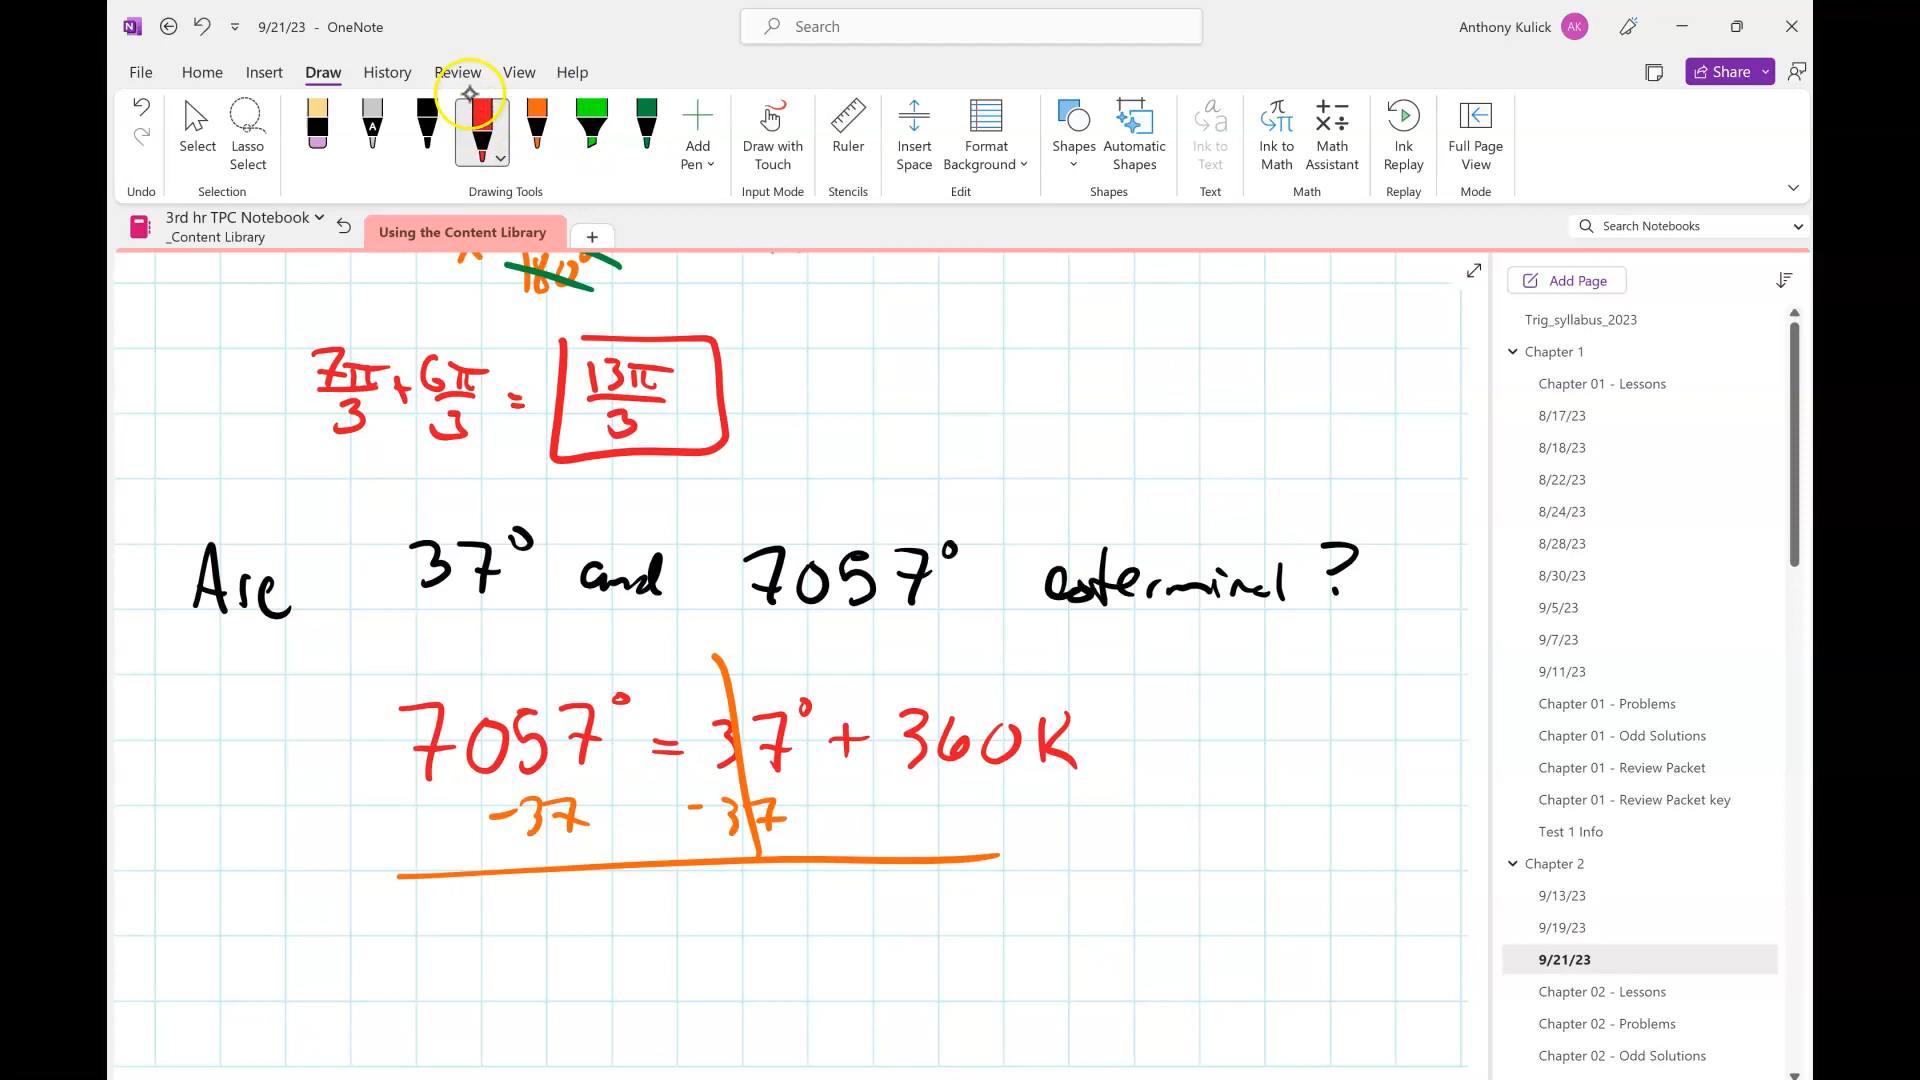 9/21/23 - OneNote
Search
Anthony Kulick AK
File Home Insert Draw History Review View Help
Share
Undo
Select
Lasso Select
Selection
A
Add Pen
Drawing Tools
Draw with Touch
Input Mode
Ruler
Stencils
Insert Space
Format Background
Edit
Shapes
Automatic Shapes
Shapes
Ink to Text
Text
Ink to Math
Math Assistant
Math
Ink Replay
Replay
Full Page View
Mode
3rd hr TPC Notebook
_Content Library
Using the Content Library
Search Notebooks
180°
7π/3 + 6π/3 = 13π/3
Are 37° and 7057° coterminal ?
7057° = 37° + 360K
-37 -37
Add Page
Trig_syllabus_2023
Chapter 1
Chapter 01 - Lessons
8/17/23
8/18/23
8/22/23
8/24/23
8/28/23
8/30/23
9/5/23
9/7/23
9/11/23
Chapter 01 - Problems
Chapter 01 - Odd Solutions
Chapter 01 - Review Packet
Chapter 01 - Review Packet key
Test 1 Info
Chapter 2
9/13/23
9/19/23
9/21/23
Chapter 02 - Lessons
Chapter 02 - Problems
Chapter 02 - Odd Solutions